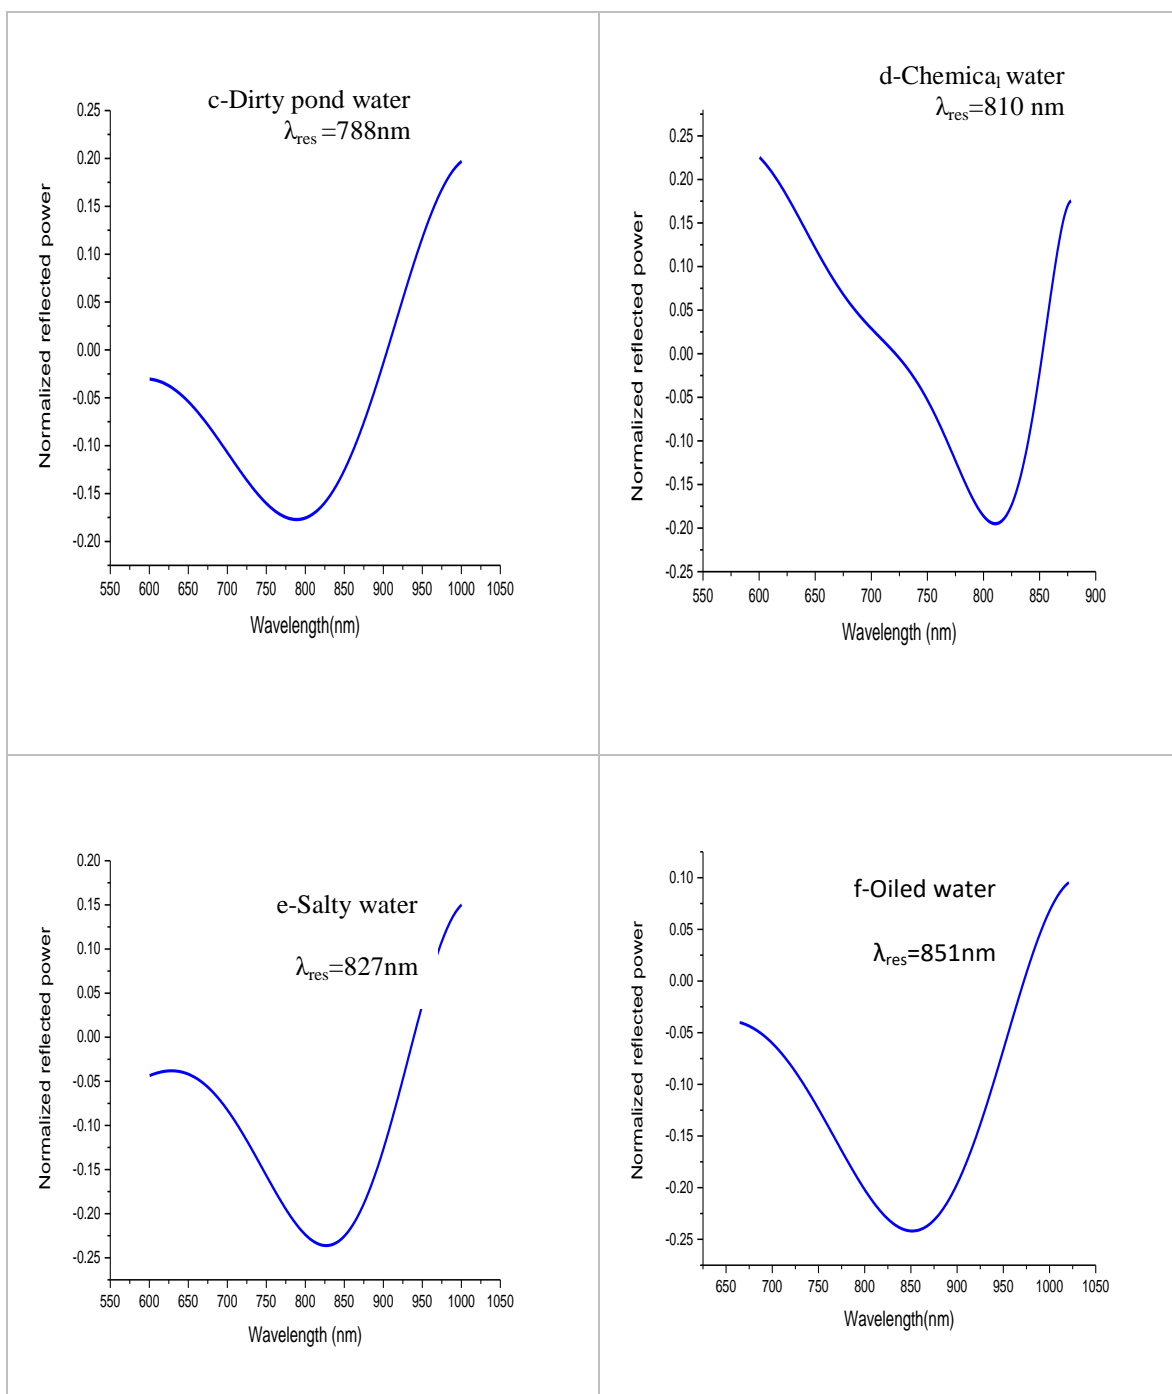 c-Dirty pond water
λres =788nm
0.25
0.20
0.15
0.10
0.05
0.00
-0.05
-0.10
-0.15
-0.20
Normalized reflected power
550 600 650 700 750 800 850 900 950 1000 1050
Wavelength(nm)
d-Chemical water
λres=810 nm
0.25
0.20
0.15
0.10
0.05
0.00
-0.05
-0.10
-0.15
-0.20
-0.25
Normalized reflected power
550 600 650 700 750 800 850 900
Wavelength (nm)
e-Salty water
λres=827nm
0.20
0.15
0.10
0.05
0.00
-0.05
-0.10
-0.15
-0.20
-0.25
Normalized reflected power
550 600 650 700 750 800 850 900 950 1000 1050
Wavelength (nm)
f-Oiled water
λres=851nm
0.10
0.05
0.00
-0.05
-0.10
-0.15
-0.20
-0.25
Normalized reflected power
650 700 750 800 850 900 950 1000 1050
Wavelength(nm)